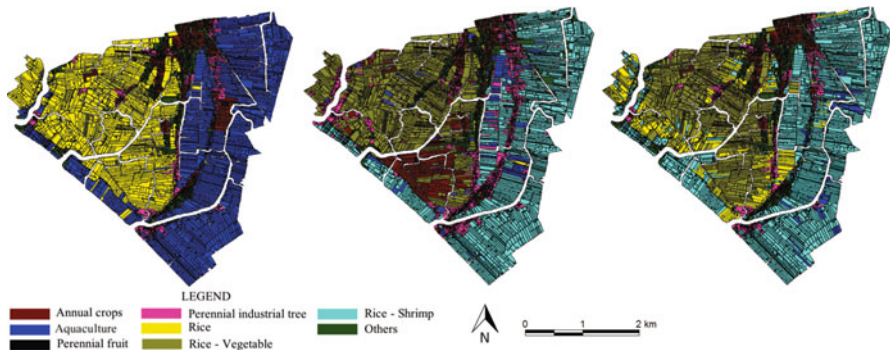 LEGEND
Annual crops
Perennial industrial tree
Rice - Shrimp
Aquaculture
Rice
Others
Perennial fruit
Rice - Vegetable
N
0 1 2 km